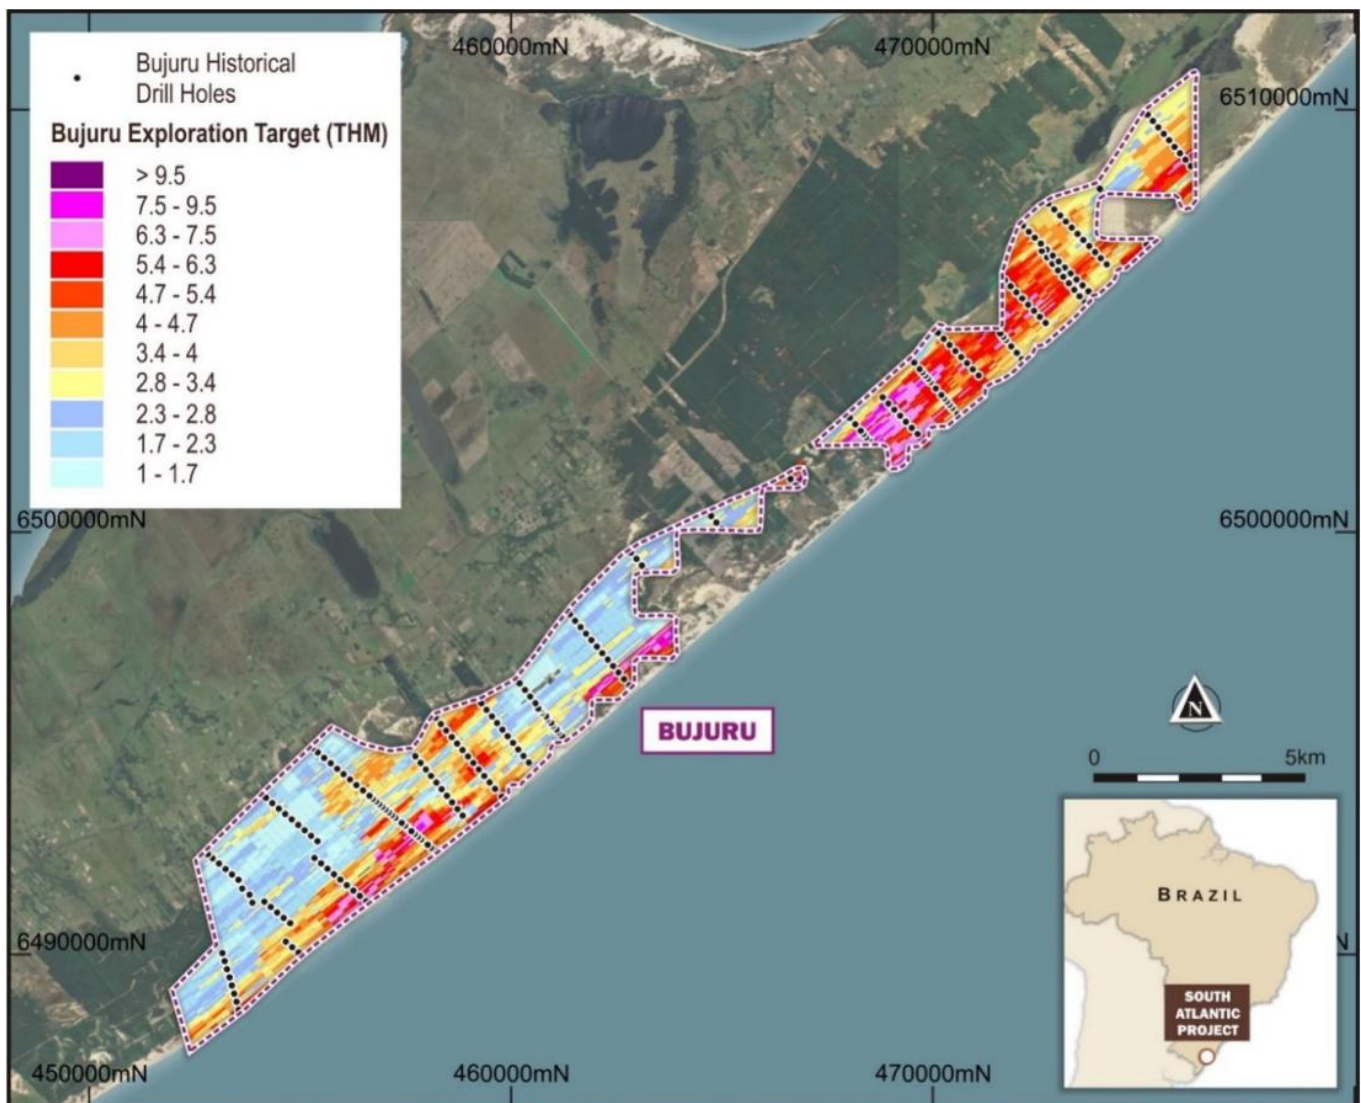 460000mN
470000mN
Bujuru Historical
Drill Holes
Bujuru Exploration Target (THM)
> 9.5
7.5 - 9.5
6.3 - 7.5
5.4 - 6.3
4.7 - 5.4
4 - 4.7
3.4 - 4
2.8 - 3.4
2.3 - 2.8
1.7 - 2.3
1 - 1.7
6510000mN
6500000mN
6500000mN
BUJURU
N
0
5km
BRAZIL
6490000mN
N
SOUTH
ATLANTIC
PROJECT
450000mN
460000mN
470000mN